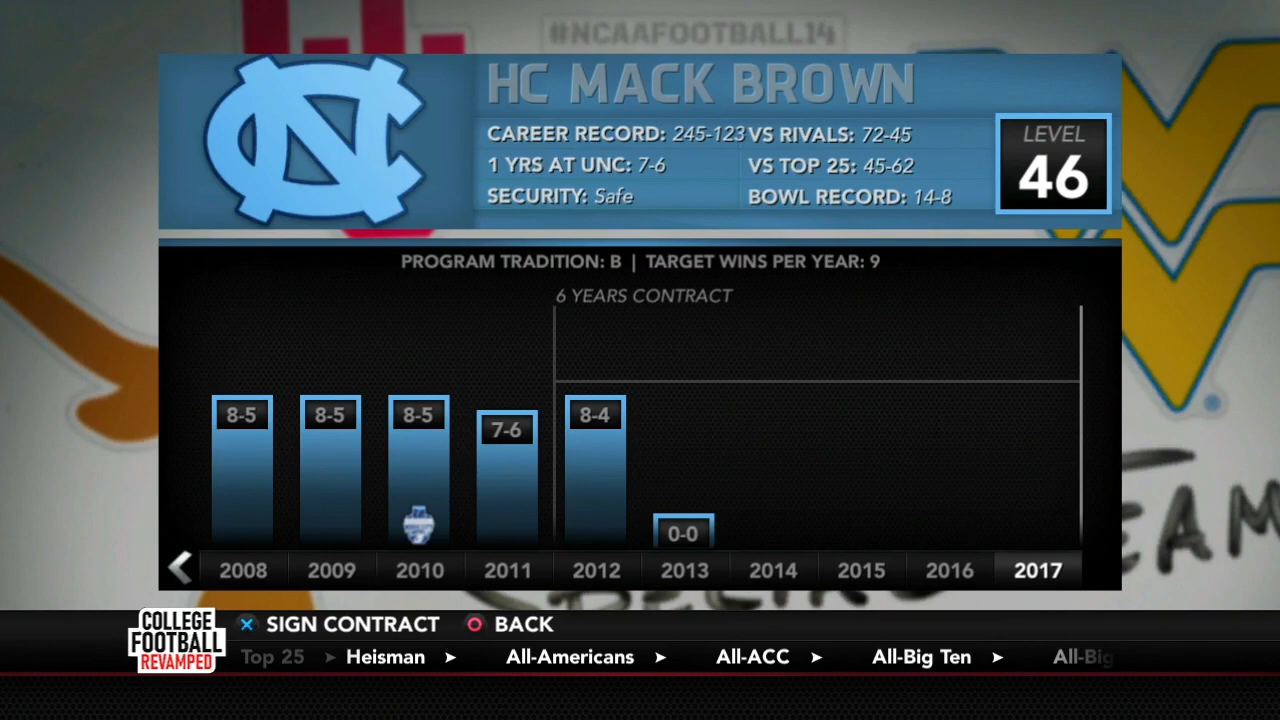 #NCAAFOOTBALL14
HC MACK BROWN
CAREER RECORD: 245-123 VS RIVALS: 72-45
1 YRS AT UNC: 7-6 VS TOP 25: 45-62
SECURITY: Safe BOWL RECORD: 14-8
LEVEL
46
PROGRAM TRADITION: B | TARGET WINS PER YEAR: 9
6 YEARS CONTRACT
8-5 8-5 8-5 7-6 8-4 0-0
2008 2009 2010 2011 2012 2013 2014 2015 2016 2017
COLLEGE
FOOTBALL
REVAMPED
SIGN CONTRACT BACK
Top 25 Heisman All-Americans All-ACC All-Big Ten All-Big